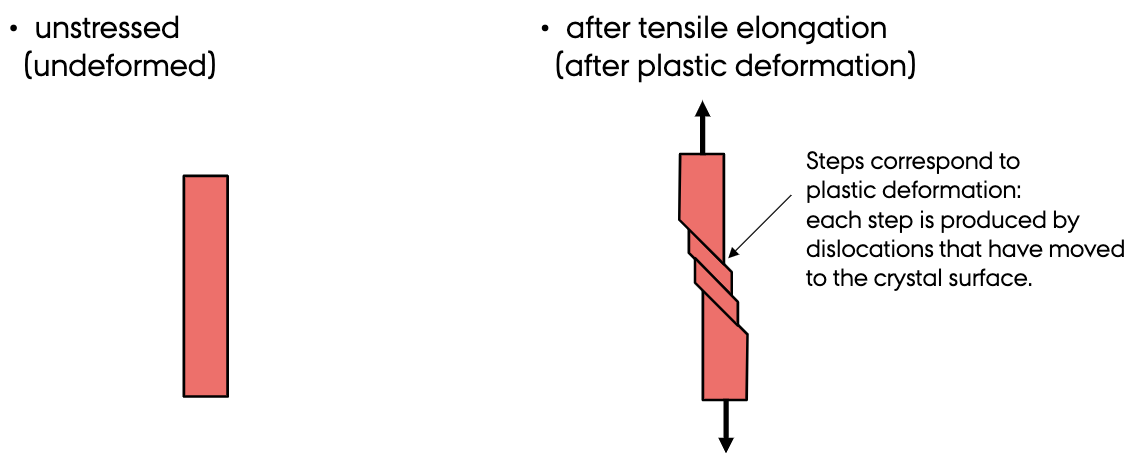 • unstressed
(undeformed)
• after tensile elongation
(after plastic deformation)
Steps correspond to
plastic deformation:
each step is produced by
dislocations that have moved
to the crystal surface.